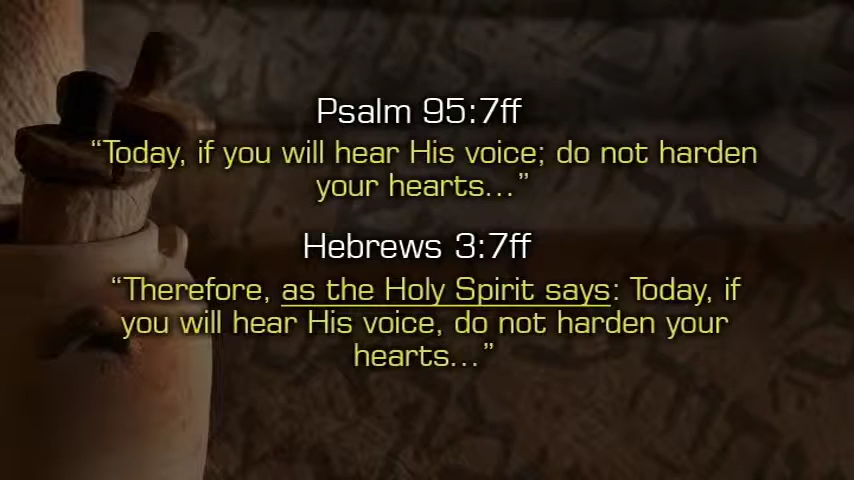 Psalm 95:7ff
“Today, if you will hear His voice; do not harden
your hearts…”
Hebrews 3:7ff
“Therefore, as the Holy Spirit says: Today, if
you will hear His voice, do not harden your
hearts…”